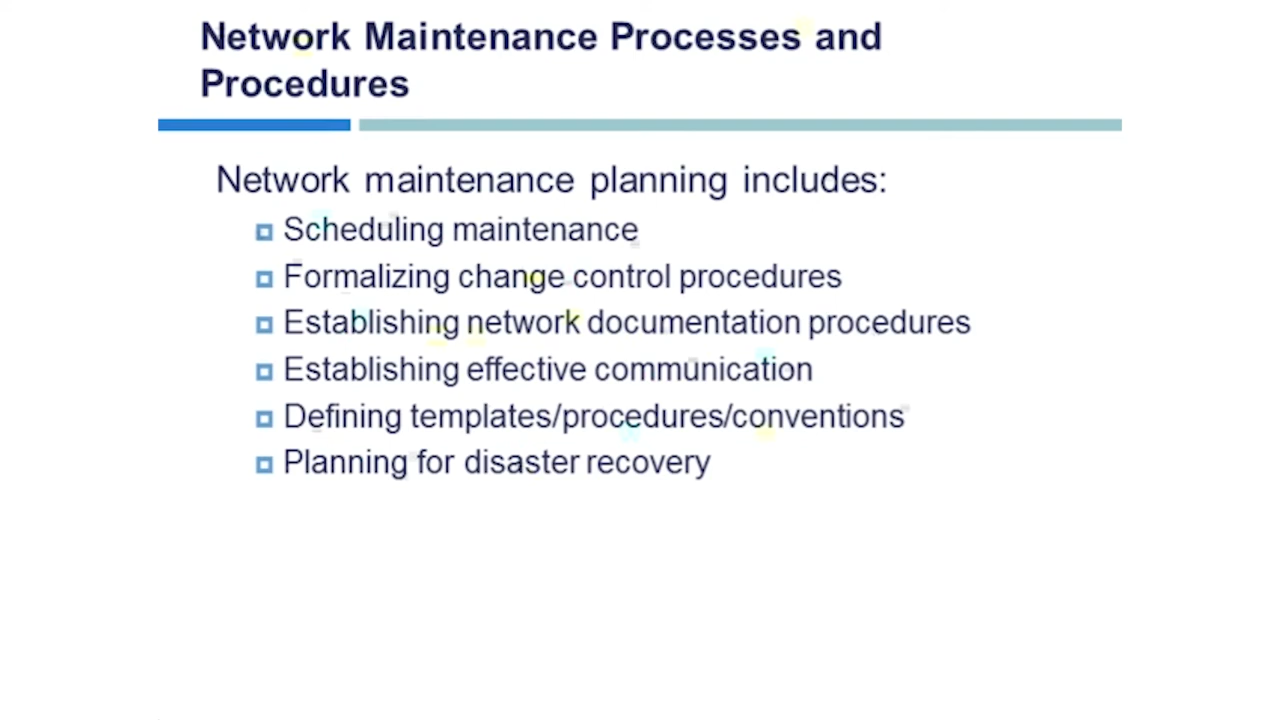 Network Maintenance Processes and
Procedures
Network maintenance planning includes:
Scheduling maintenance
Formalizing change control procedures
Establishing network documentation procedures
Establishing effective communication
Defining templates/procedures/conventions
Planning for disaster recovery